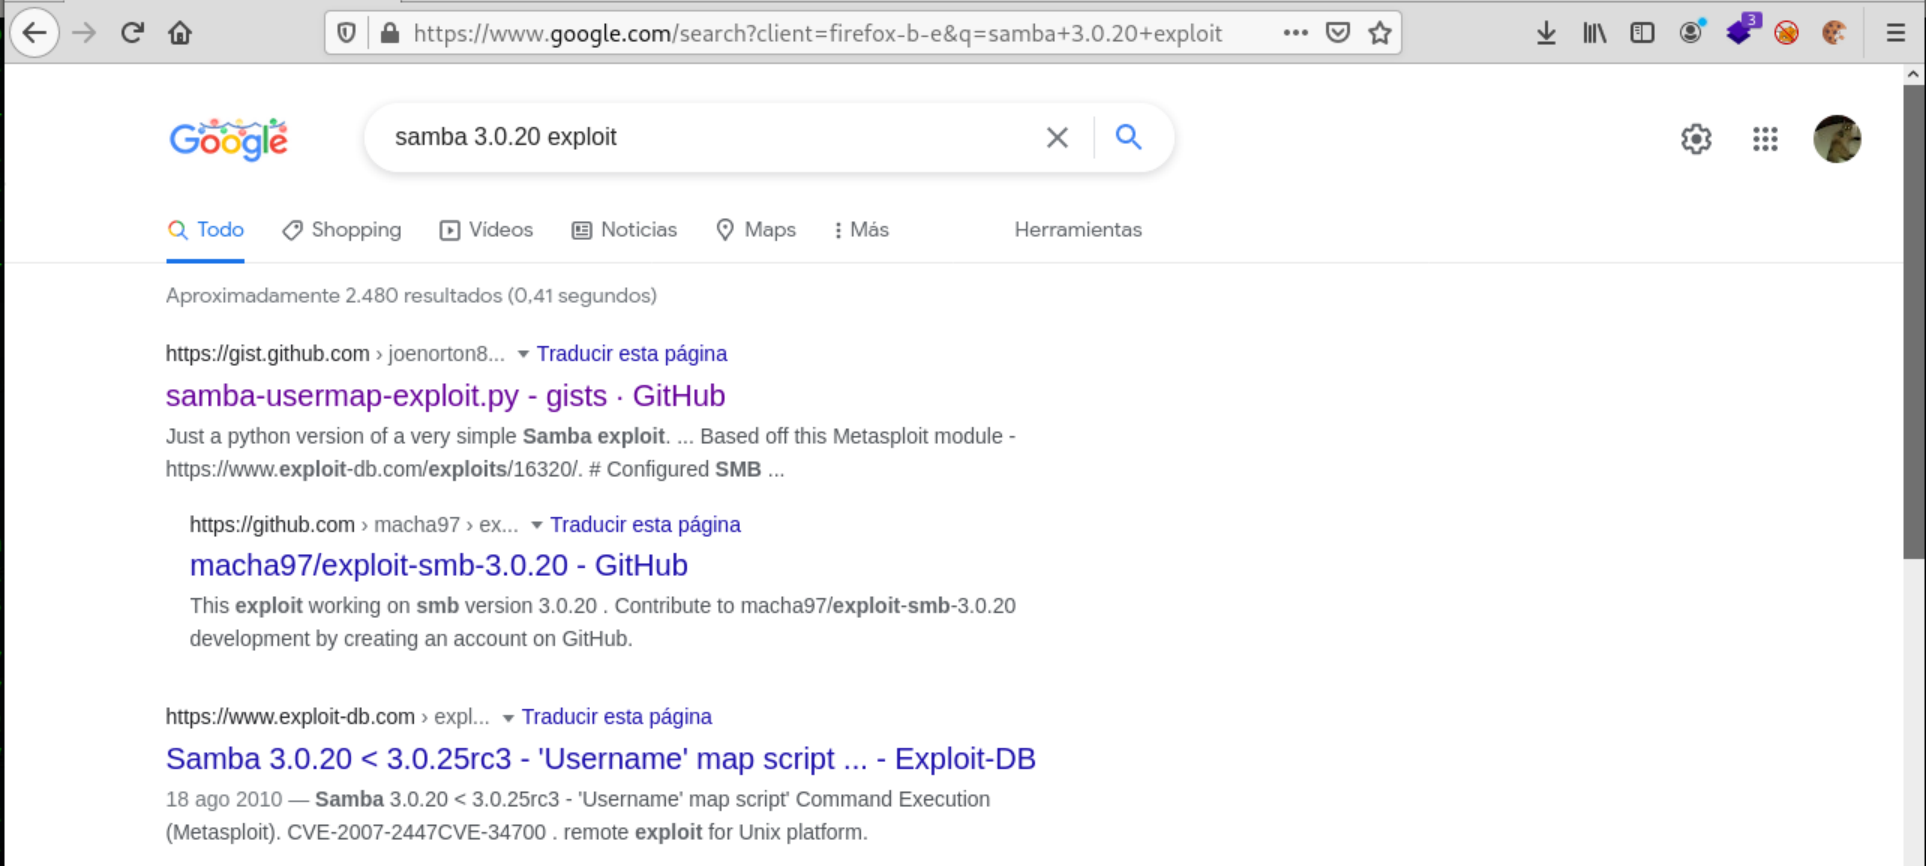 https://www.google.com/search?client=firefox-b-e&q=samba+3.0.20+exploit
3
Google
samba 3.0.20 exploit
Todo
Shopping
Vídeos
Noticias
Maps
Más
Herramientas
Aproximadamente 2.480 resultados (0,41 segundos)
https://gist.github.com › joenorton8... Traducir esta página
samba-usermap-exploit.py - gists · GitHub
Just a python version of a very simple Samba exploit. ... Based off this Metasploit module -
https://www.exploit-db.com/exploits/16320/. # Configured SMB ...
https://github.com › macha97 › ex... Traducir esta página
macha97/exploit-smb-3.0.20 - GitHub
This exploit working on smb version 3.0.20 . Contribute to macha97/exploit-smb-3.0.20
development by creating an account on GitHub.
https://www.exploit-db.com › expl... Traducir esta página
Samba 3.0.20 < 3.0.25rc3 - 'Username' map script ... - Exploit-DB
18 ago 2010 — Samba 3.0.20 < 3.0.25rc3 - 'Username' map script' Command Execution
(Metasploit). CVE-2007-2447CVE-34700 . remote exploit for Unix platform.